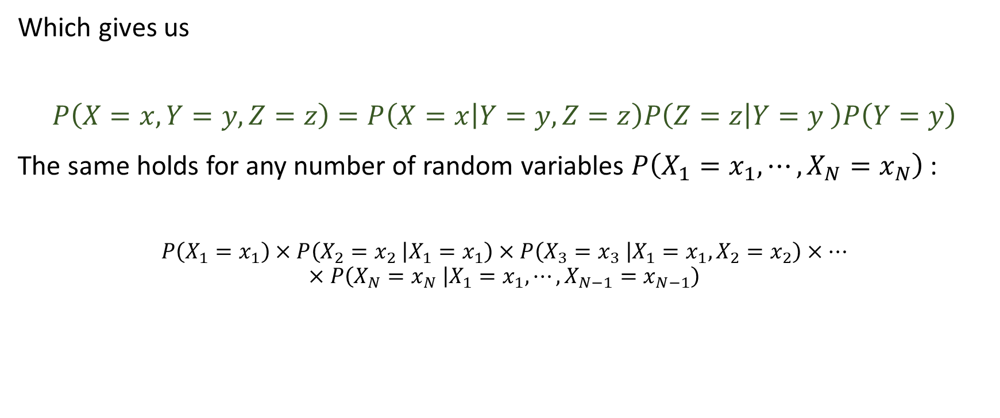 Which gives us
𝑃(𝑋 = 𝑥, 𝑌 = 𝑦, 𝑍 = 𝑧) = 𝑃(𝑋 = 𝑥|𝑌 = 𝑦, 𝑍 = 𝑧)𝑃(𝑍 = 𝑧|𝑌 = 𝑦 )𝑃(𝑌 = 𝑦)
The same holds for any number of random variables 𝑃(𝑋₁ = 𝑥₁, ⋯ , 𝑋_𝑁 = 𝑥_𝑁) :
𝑃(𝑋₁ = 𝑥₁) × 𝑃(𝑋₂ = 𝑥₂ |𝑋₁ = 𝑥₁) × 𝑃(𝑋₃ = 𝑥₃ |𝑋₁ = 𝑥₁, 𝑋₂ = 𝑥₂) × ⋯
× 𝑃(𝑋_𝑁 = 𝑥_𝑁 |𝑋₁ = 𝑥₁, ⋯ , 𝑋_{𝑁−1} = 𝑥_{𝑁−1})